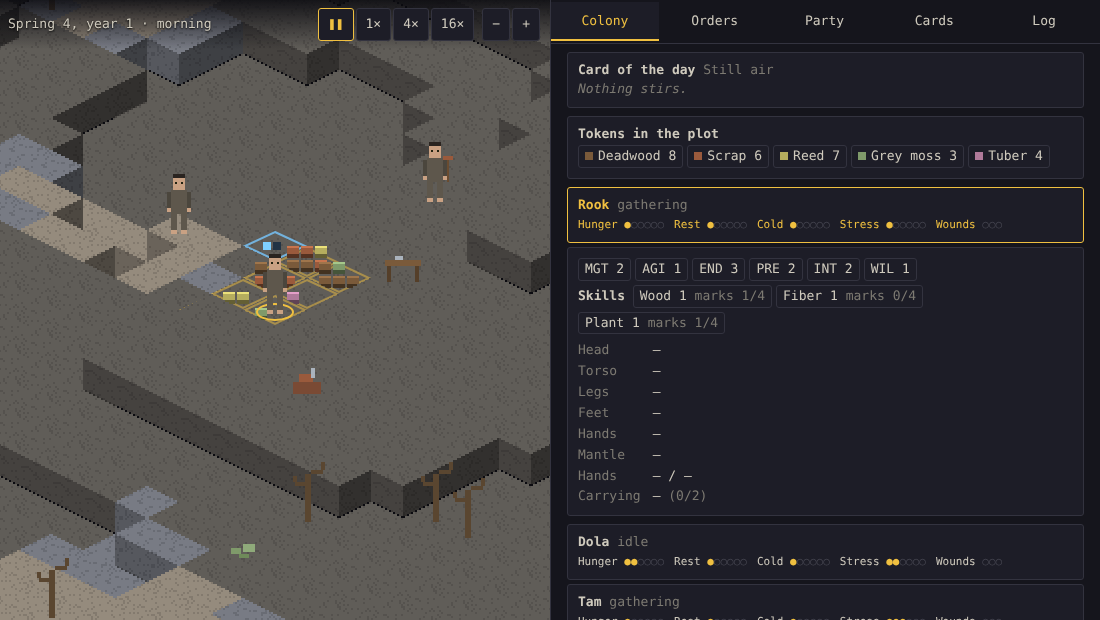 Spring 4, year 1 · morning
1×
4×
16×
−
+
Colony
Orders
Party
Cards
Log
Card of the day Still air
Nothing stirs.
Tokens in the plot
Deadwood 8
Scrap 6
Reed 7
Grey moss 3
Tuber 4
Rook gathering
Hunger
Rest
Cold
Stress
Wounds
MGT 2
AGI 1
END 3
PRE 2
INT 2
WIL 1
Skills
Wood 1 marks 1/4
Fiber 1 marks 0/4
Plant 1 marks 1/4
Head —
Torso —
Legs —
Feet —
Hands —
Mantle —
Hands — / —
Carrying — (0/2)
Dola idle
Hunger
Rest
Cold
Stress
Wounds
Tam gathering